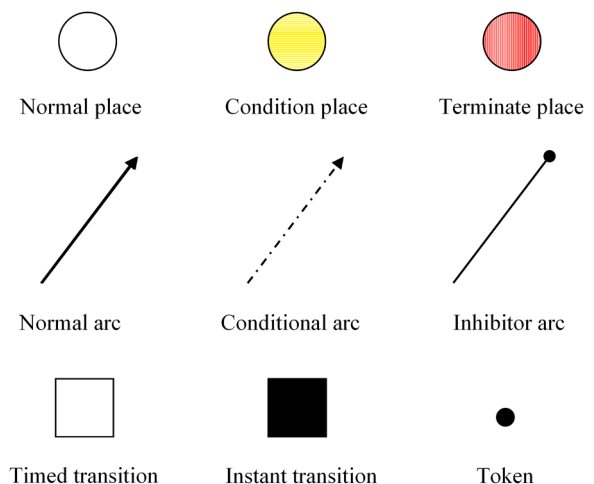 Normal place
Condition place
Terminate place
Normal arc
Conditional arc
Inhibitor arc
Timed transition
Instant transition
Token